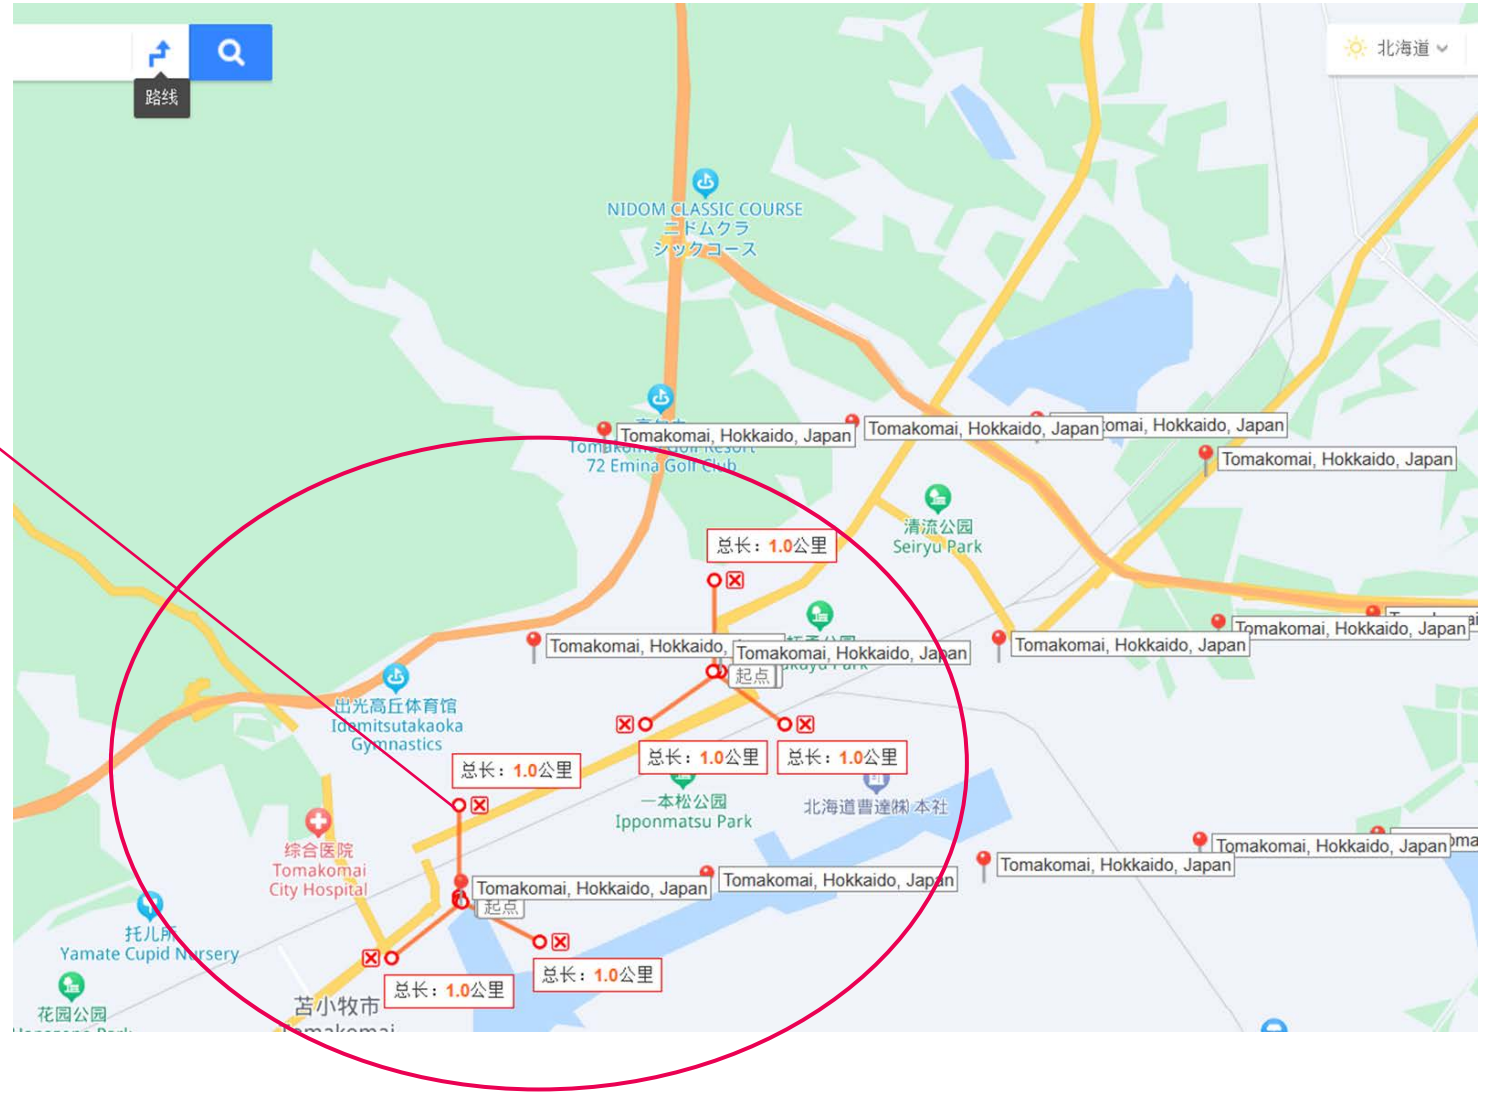 路线
北海道
NIDOM CLASSIC COURSE
ニドムクラ
シックコース
Tomakomai, Hokkaido, Japan
Tomakomai, Hokkaido, Japan
omai, Hokkaido, Japan
Tomakomai Golf Resort
72 Emina Golf Club
Tomakomai, Hokkaido, Japan
清流公园
Seiryu Park
总长：1.0公里
Tomakomai, Hokkaido,
Tomakomai, Hokkaido, Japan
起点
Tomakomai, Hokkaido, Japan
Tomakomai, Hokkaido, Japan
出光高丘体育馆
Idemitsutakaoka
Gymnastics
总长：1.0公里
总长：1.0公里
总长：1.0公里
一本松公园
Ipponmatsu Park
北海道曹達㈱ 本社
综合医院
Tomakomai
City Hospital
Tomakomai, Hokkaido, Japan
Tomakomai, Hokkaido, Japan
Tomakomai, Hokkaido, Japan
Tomakomai, Hokkaido, Japan
起点
托儿所
Yamate Cupid Nursery
总长：1.0公里
总长：1.0公里
花园公园
苫小牧市
Tomakomai